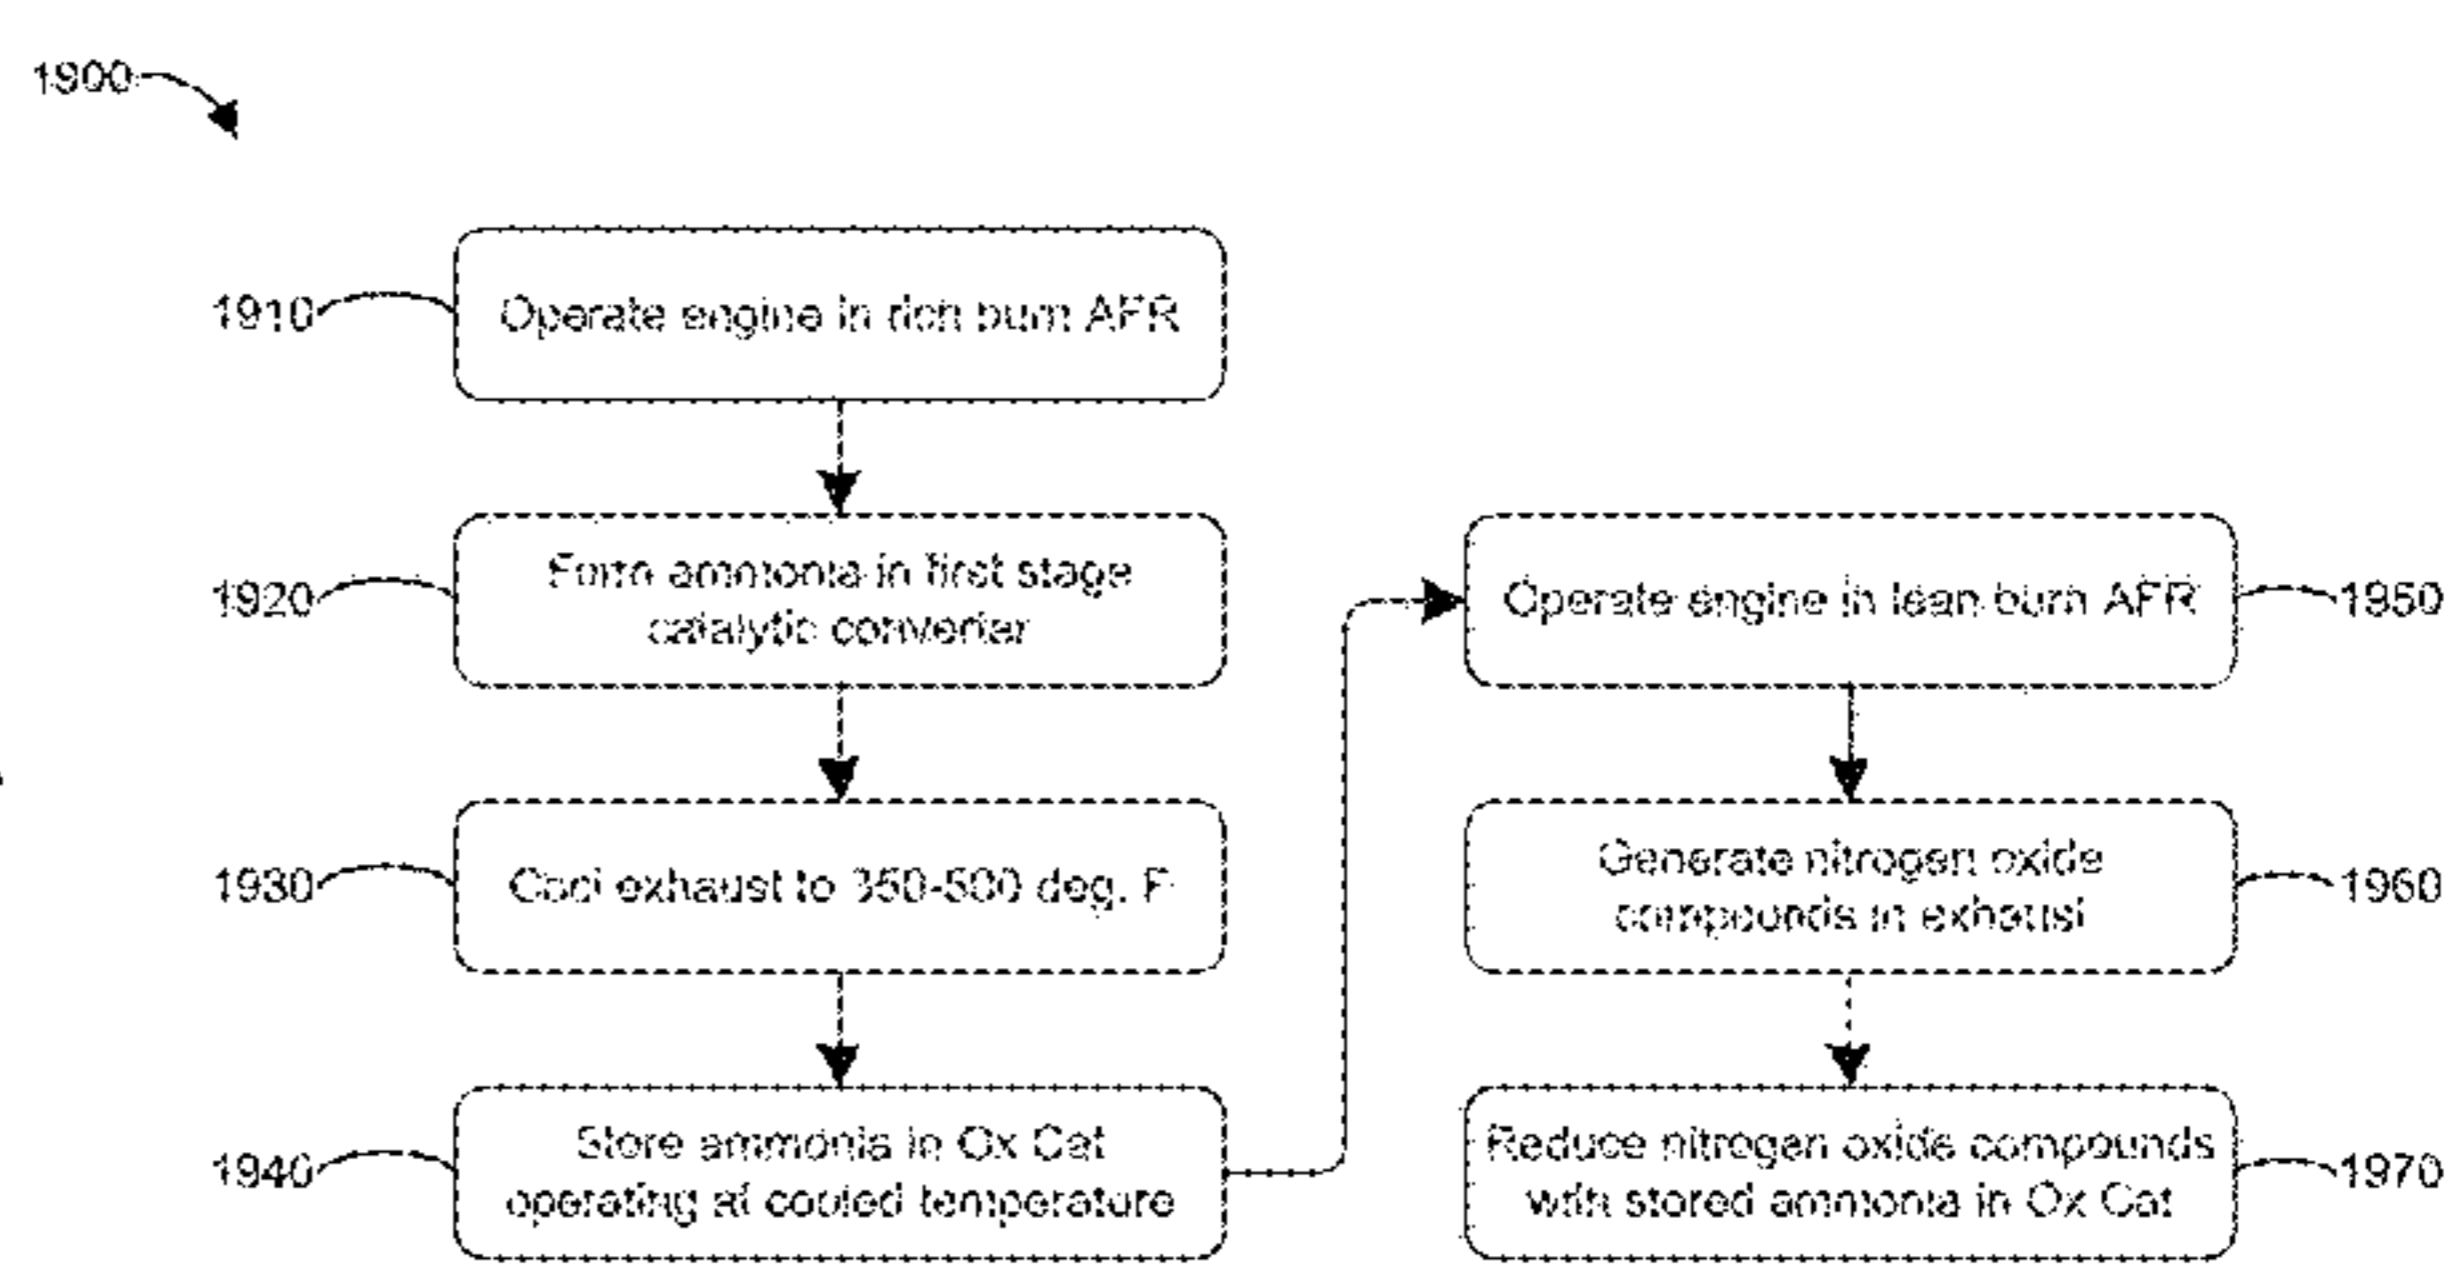 1900
1910
Operate engine in rich burn AFR
1920
Form ammonia in first stage
catalytic converter
1930
Cool exhaust to 350-500 deg. F
1940
Store ammonia in Ox Cat
operating at cooled temperature
Operate engine in lean burn AFR
1950
Generate nitrogen oxide
compounds in exhaust
1960
Reduce nitrogen oxide compounds
with stored ammonia in Ox Cat
1970